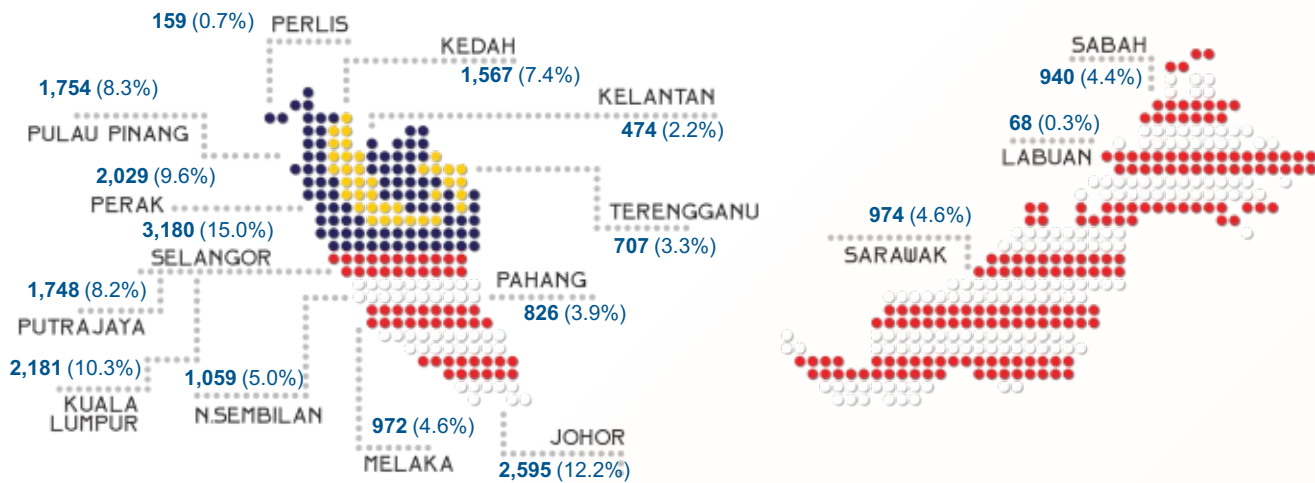 159 (0.7%)
PERLIS
KEDAH
1,567 (7.4%)
1,754 (8.3%)
PULAU PINANG
KELANTAN
474 (2.2%)
2,029 (9.6%)
PERAK
TERENGGANU
707 (3.3%)
3,180 (15.0%)
SELANGOR
PAHANG
826 (3.9%)
1,748 (8.2%)
PUTRAJAYA
2,181 (10.3%)
KUALA
LUMPUR
1,059 (5.0%)
N.SEMBILAN
972 (4.6%)
MELAKA
JOHOR
2,595 (12.2%)
SABAH
940 (4.4%)
68 (0.3%)
LABUAN
974 (4.6%)
SARAWAK